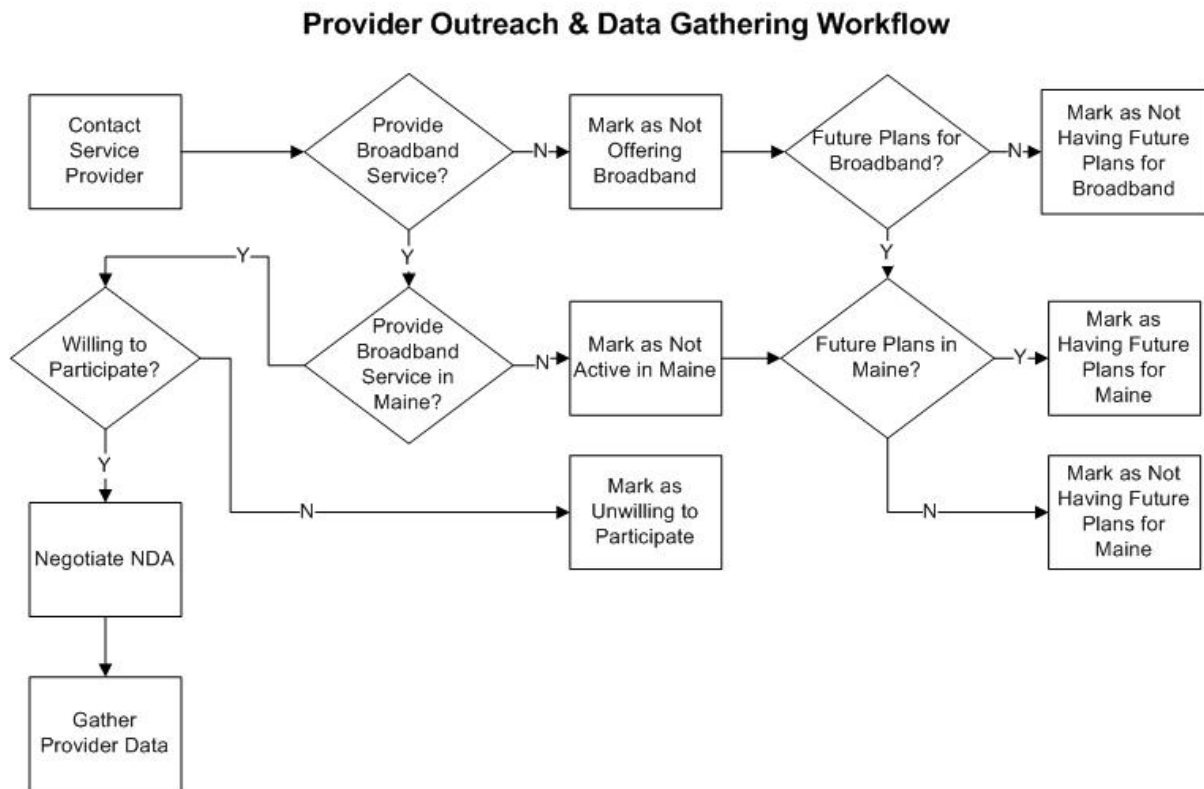 Provider Outreach & Data Gathering Workflow
Contact
Service
Provider
Provide
Broadband
Service?
N
Mark as Not
Offering
Broadband
Future Plans for
Broadband?
N
Mark as Not
Having Future
Plans for
Broadband
Y
Y
Y
Willing to
Participate?
Provide
Broadband
Service in
Maine?
N
Mark as Not
Active in Maine
Future Plans in
Maine?
Y
Mark as
Having Future
Plans for
Maine
Y
N
Mark as
Unwilling to
Participate
N
Mark as Not
Having Future
Plans for
Maine
Negotiate NDA
Gather
Provider Data